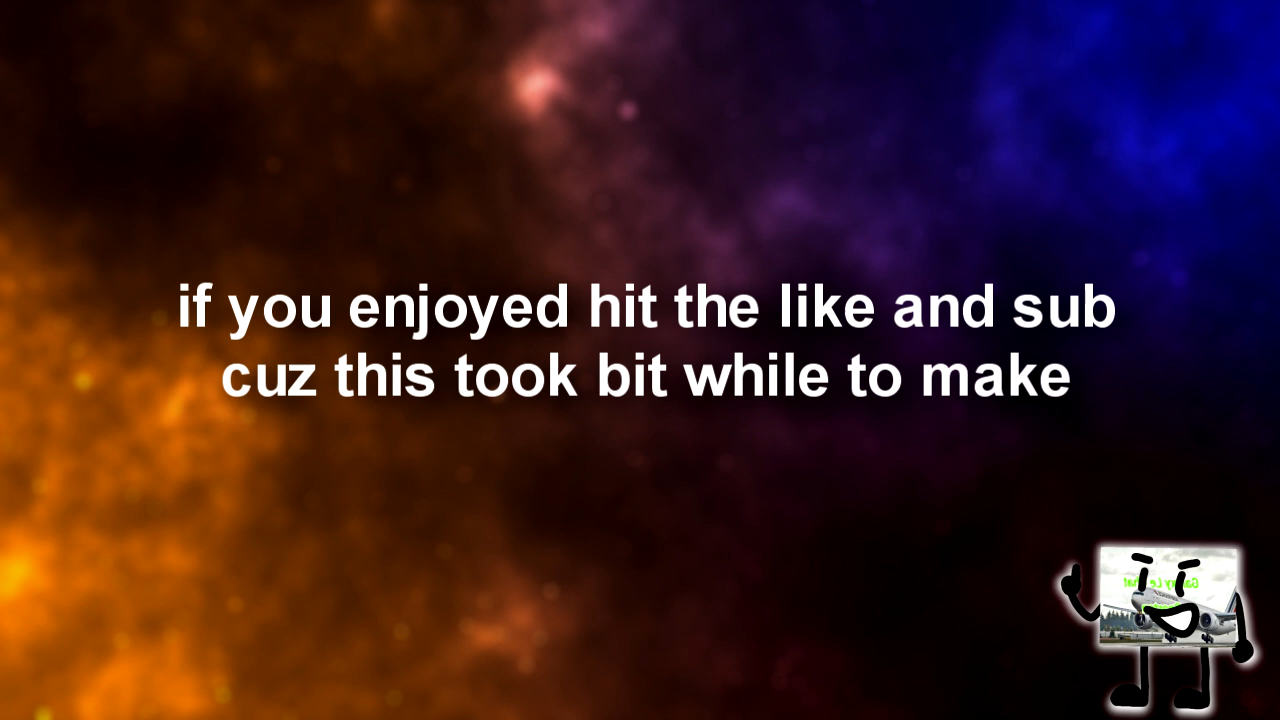 if you enjoyed hit the like and sub
cuz this took bit while to make